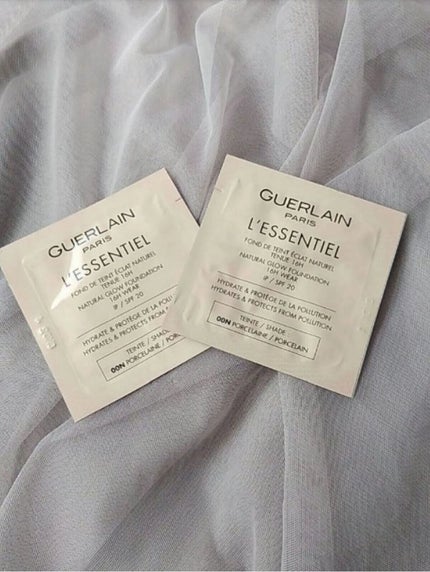 GUERLAIN
PARIS
L'ESSENTIEL
FOND DE TEINT ÉCLAT NATUREL
TENUE 16H
NATURAL GLOW FOUNDATION
16H WEAR
IP / SPF 20
HYDRATE & PROTÈGE DE LA POLLU
HYDRATES & PROTECTS FROM POLLUTION
TEINTE / SHADE
00N PORCELAINE / PORCEL
GUERLAIN
PARIS
L'ESSENTIEL
FOND DE TEINT ÉCLAT NATUREL
TENUE 16H
NATURAL GLOW FOUNDATION
16H WEAR
IP / SPF 20
HYDRATE & PROTÈGE DE LA POLLUTION
HYDRATES & PROTECTS FROM POLLUTION
TEINTE / SHADE
00N PORCELAINE / PORCELAIN